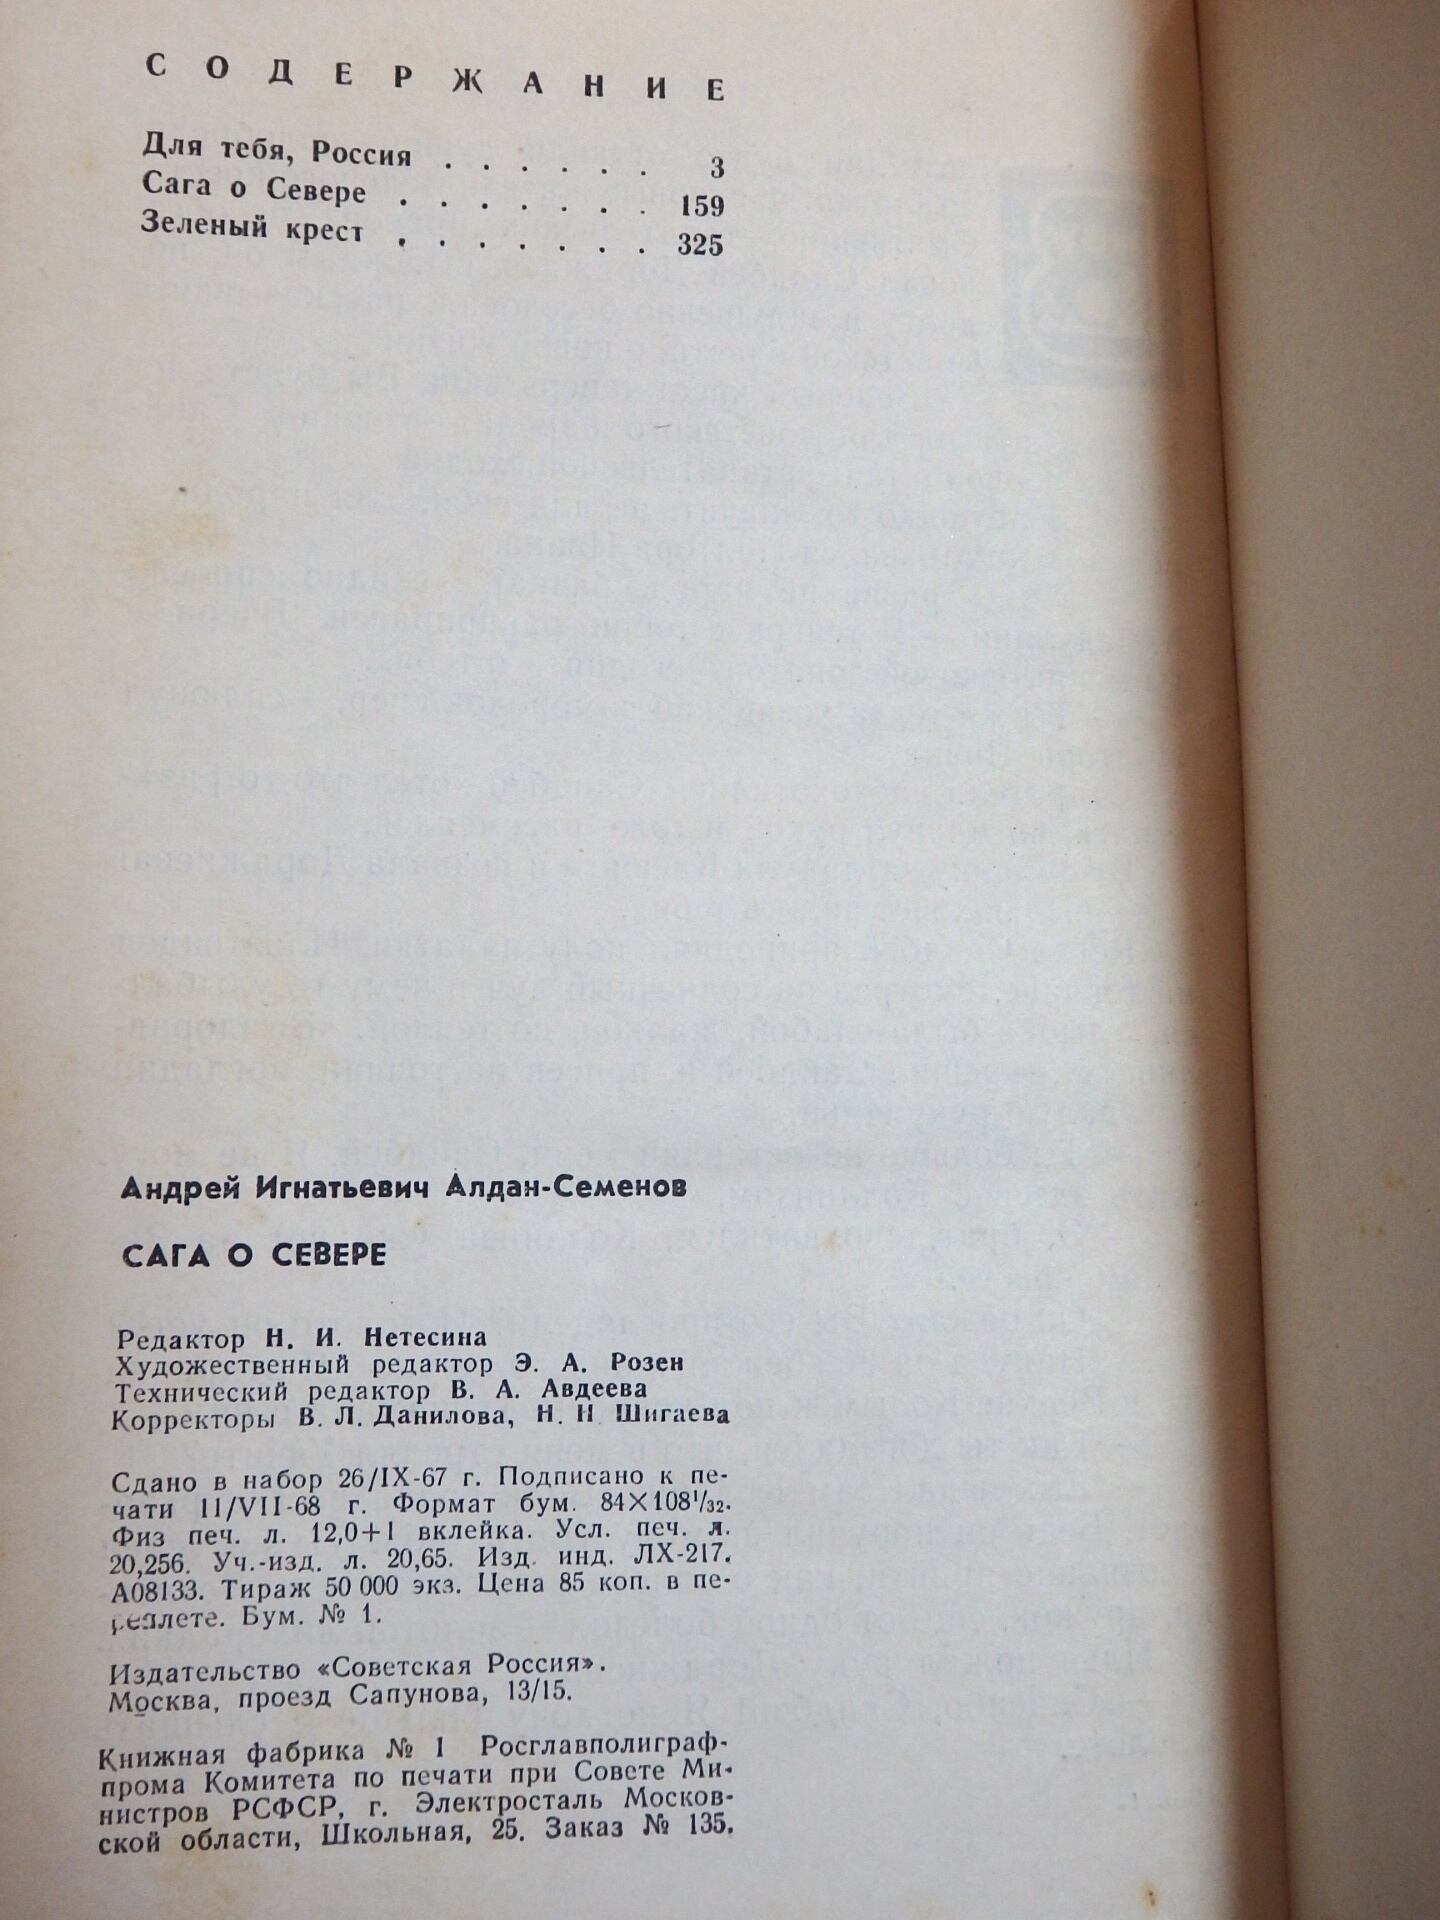 СОДЕРЖАНИЕ
Для тебя, Россия . . . . . . 3
Сага о Севере . . . . . . . 159
Зеленый крест . . . . . . . 325
Андрей Игнатьевич Алдан-Семенов
САГА О СЕВЕРЕ
Редактор Н. И. Нетесина
Художественный редактор Э. А. Розен
Технический редактор В. А. Авдеева
Корректоры В. Л. Данилова, Н. Н Шигаева
Сдано в набор 26/IX-67 г. Подписано к пе-
чати 11/VII-68 г. Формат бум. 84×108¹/₃₂.
Физ печ. л. 12,0+1 вклейка. Усл. печ. л.
20,256. Уч.-изд. л. 20,65. Изд. инд. ЛХ-217.
А08133. Тираж 50 000 экз. Цена 85 коп. в пе-
реплете. Бум. № 1.
Издательство «Советская Россия».
Москва, проезд Сапунова, 13/15.
Книжная фабрика № 1 Росглавполиграф-
прома Комитета по печати при Совете Ми-
нистров РСФСР, г. Электросталь Москов-
ской области, Школьная, 25. Заказ № 135.